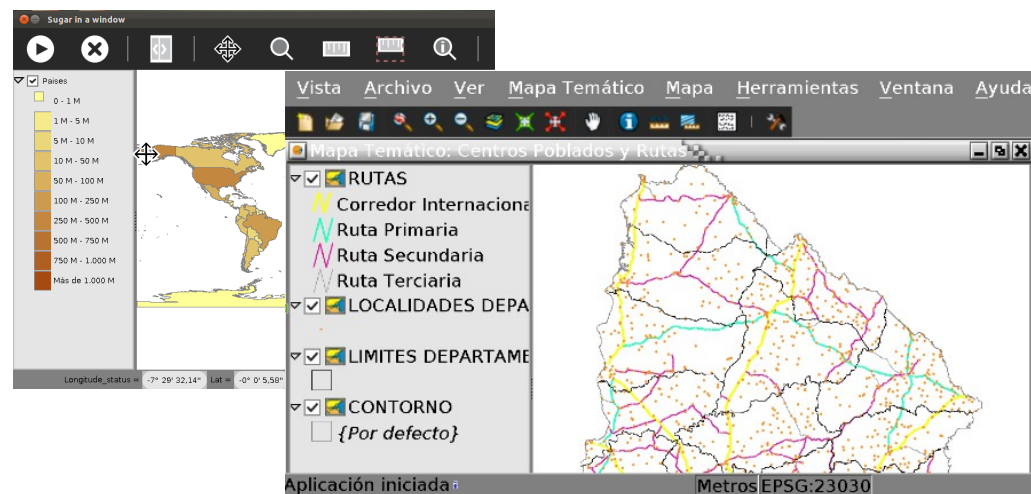 Sugar in a window
Paises
0 - 1 M
1 M - 5 M
5 M - 10 M
10 M - 50 M
50 M - 100 M
100 M - 250 M
250 M - 500 M
500 M - 750 M
750 M - 1.000 M
Más de 1.000 M
Longitude_status = -7° 29' 32,14" Lat = -0° 0' 5,58"
Vista Archivo Ver Mapa Temático Mapa Herramientas Ventana Ayuda
Mapa Temático: Centros Poblados y Rutas
RUTAS
Corredor Internaciona
Ruta Primaria
Ruta Secundaria
Ruta Terciaria
LOCALIDADES DEPA
LIMITES DEPARTAME
CONTORNO
{Por defecto}
Aplicación iniciada
Metros EPSG:23030